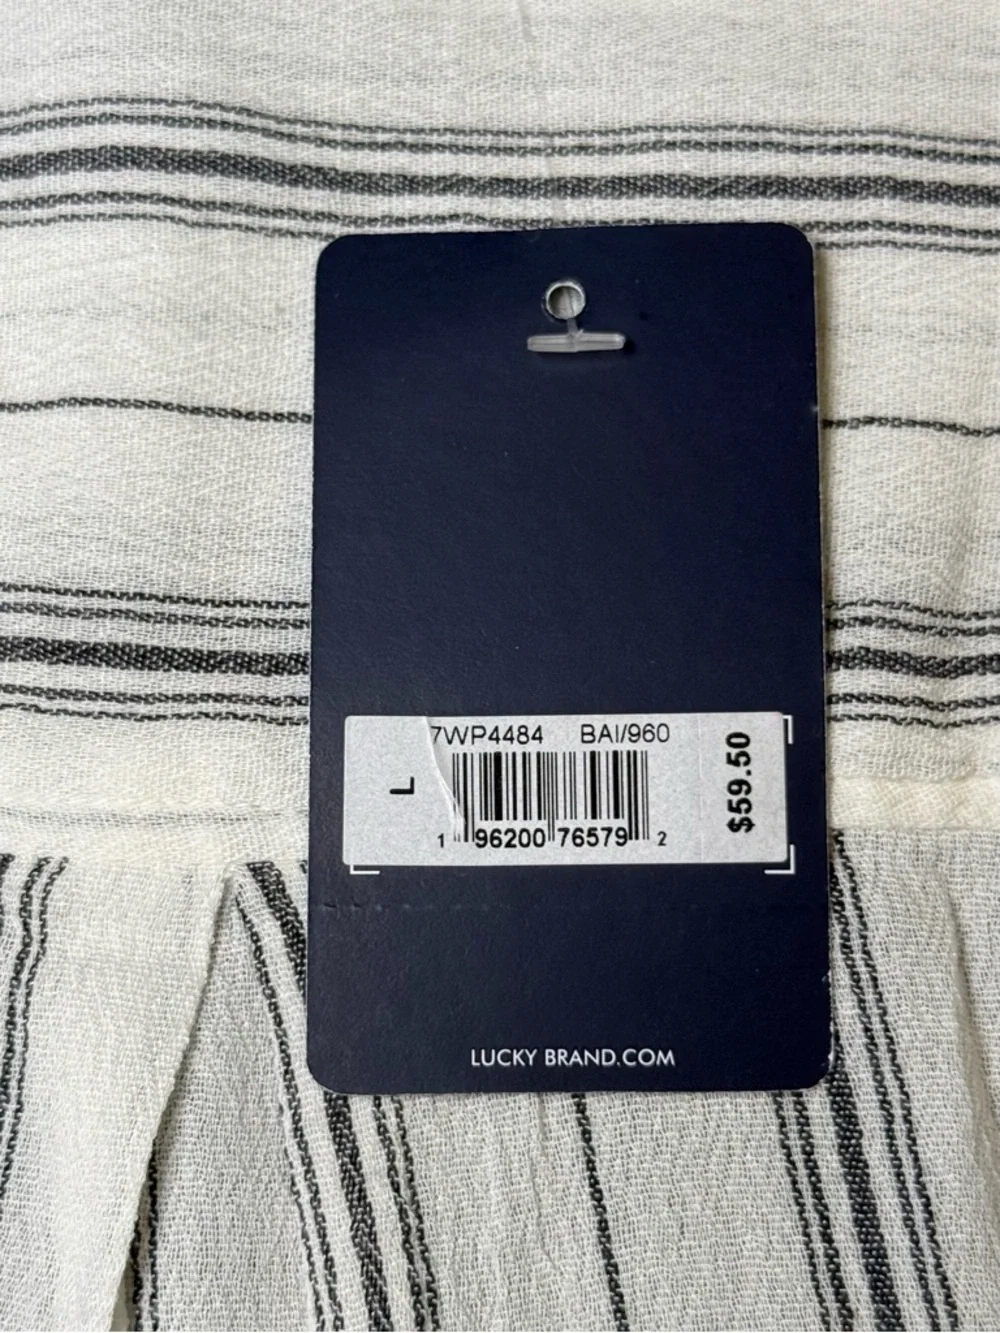 7WP4484 BAI/960
L
$59.50
1 96200 76579 2
LUCKY BRAND.COM